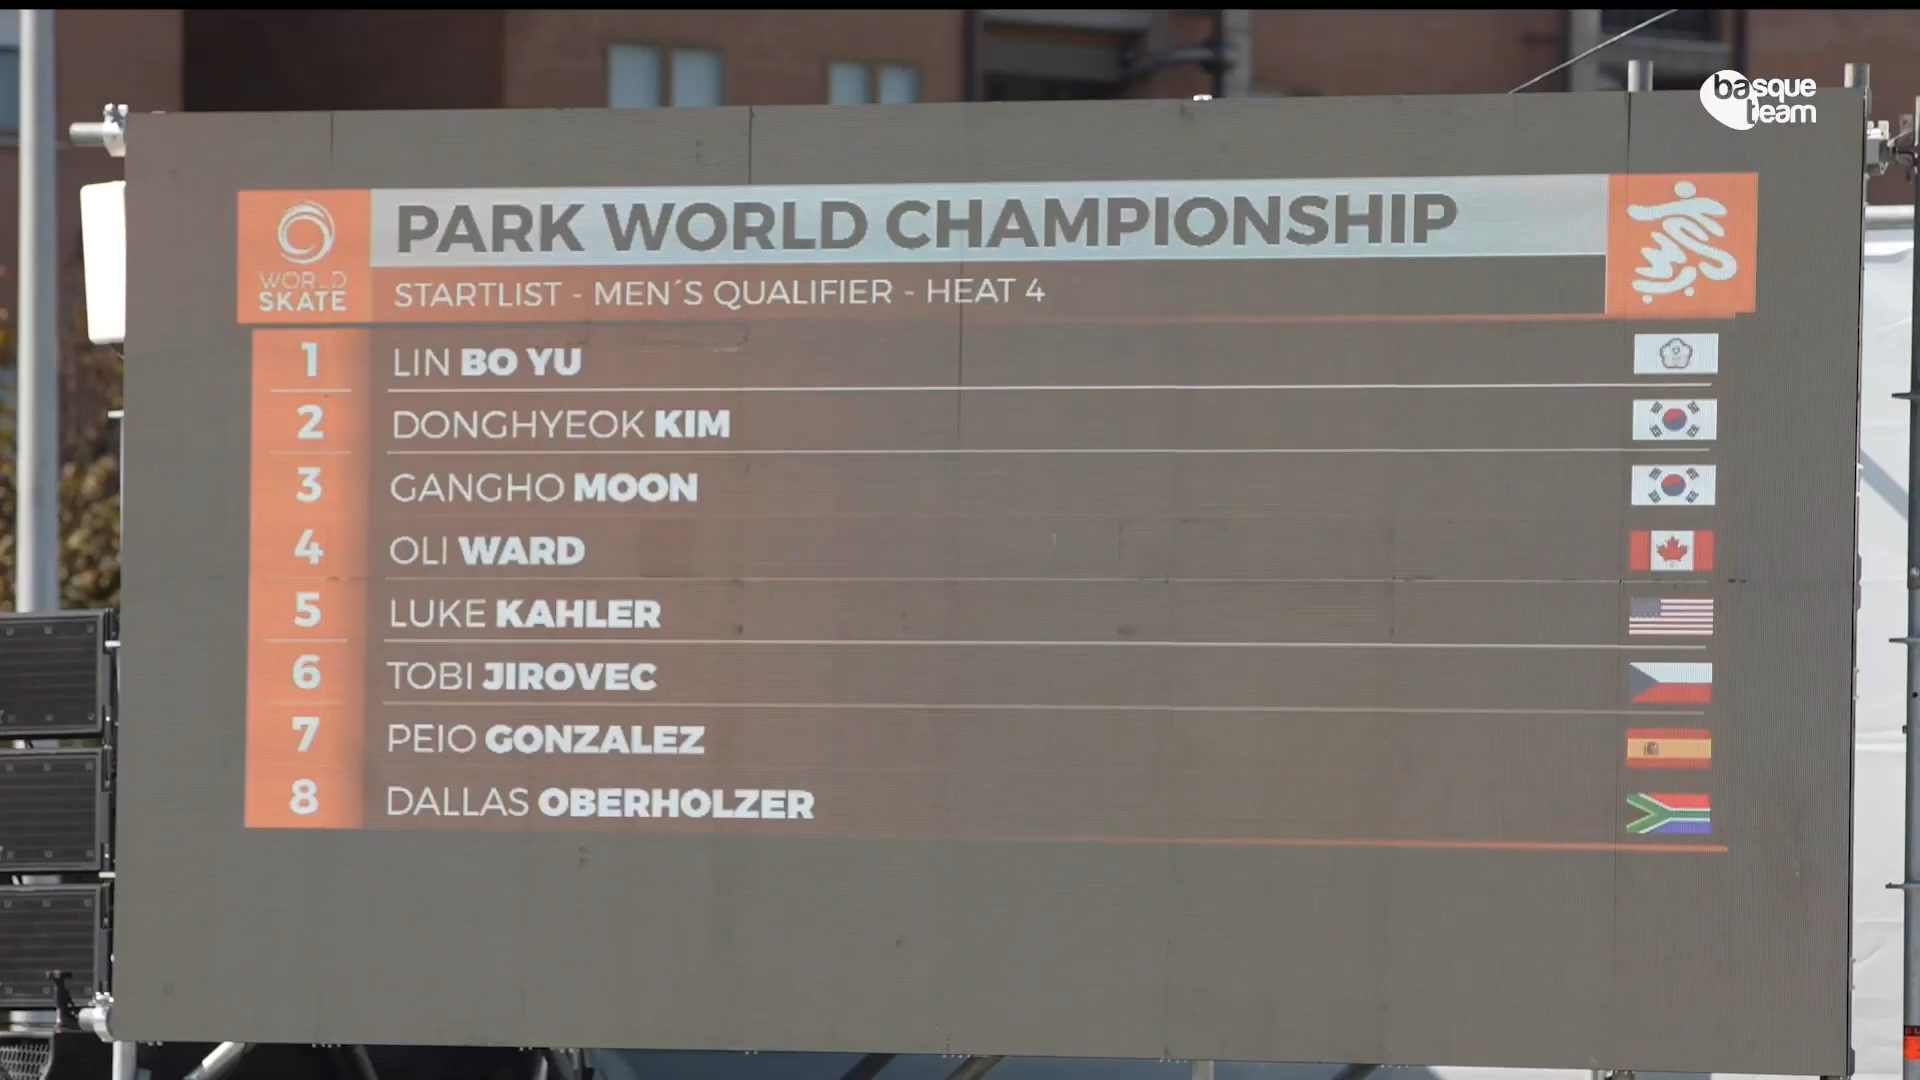 basque
team
WORLD
SKATE
PARK WORLD CHAMPIONSHIP
STARTLIST - MEN´S QUALIFIER - HEAT 4
1 LIN BO YU
2 DONGHYEOK KIM
3 GANGHO MOON
4 OLI WARD
5 LUKE KAHLER
6 TOBI JIROVEC
7 PEIO GONZALEZ
8 DALLAS OBERHOLZER